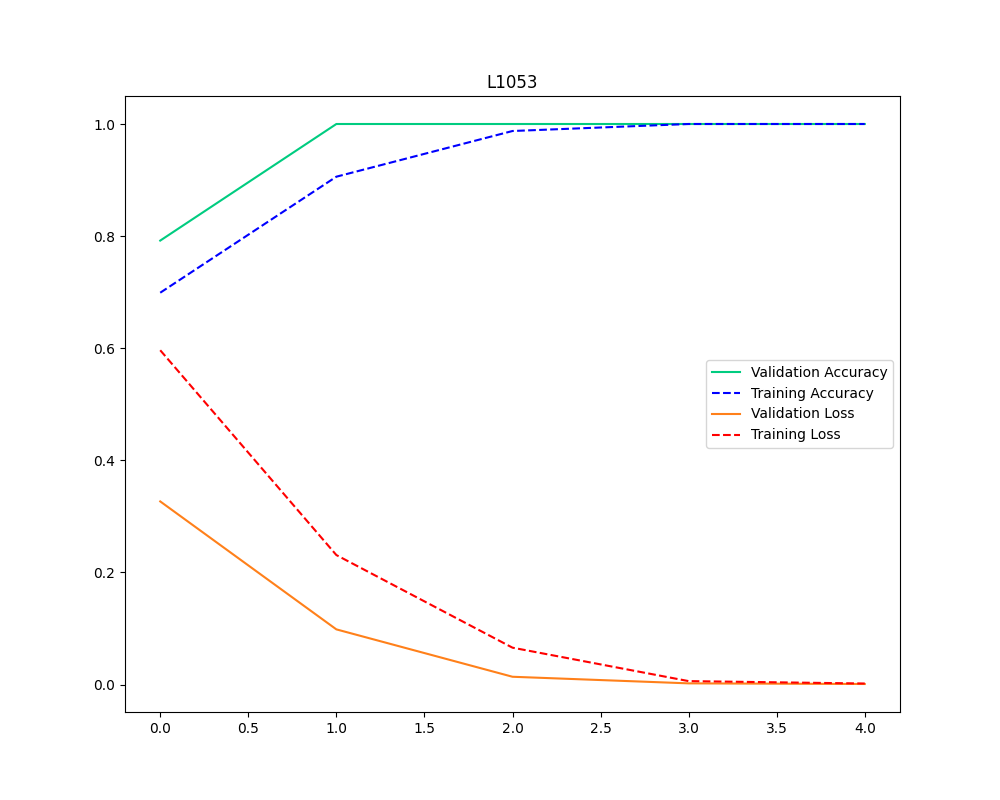 L1053
1.0
0.8
0.6
0.4
0.2
0.0
Validation Accuracy
Training Accuracy
Validation Loss
Training Loss
0.0 0.5 1.0 1.5 2.0 2.5 3.0 3.5 4.0